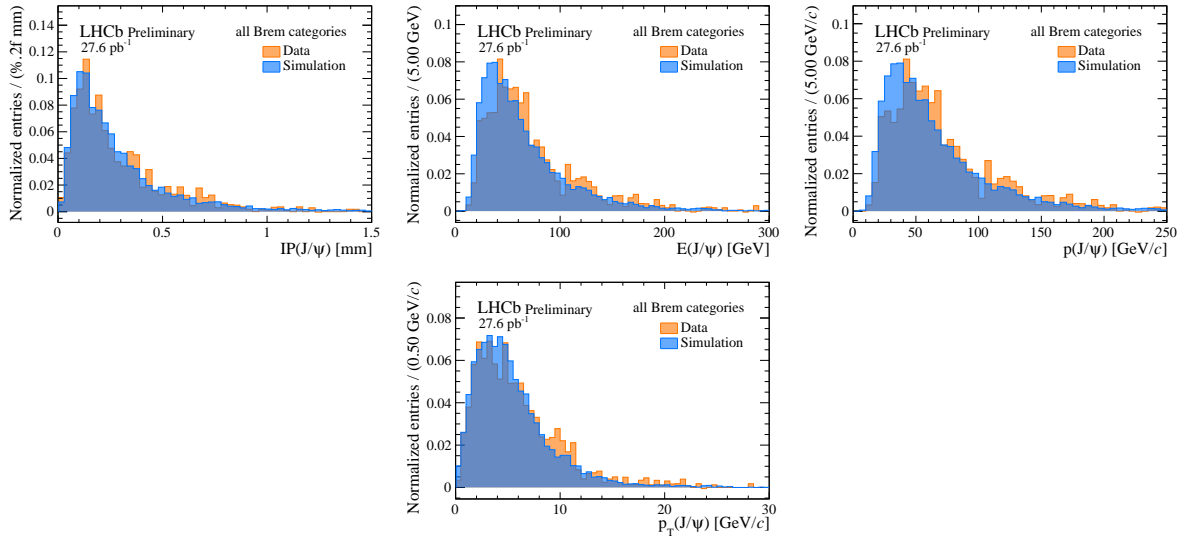 Normalized entries / (%.2f mm)
0.14
0.12
0.1
0.08
0.06
0.04
0.02
0
LHCb Preliminary
27.6 pb-1
all Brem categories
Data
Simulation
0 0.5 1 1.5
IP(J/ψ) [mm]
Normalized entries / (5.00 GeV)
0.1
0.08
0.06
0.04
0.02
0
LHCb Preliminary
27.6 pb-1
all Brem categories
Data
Simulation
0 100 200 300
E(J/ψ) [GeV]
Normalized entries / (5.00 GeV/c)
0.1
0.08
0.06
0.04
0.02
0
LHCb Preliminary
27.6 pb-1
all Brem categories
Data
Simulation
0 50 100 150 200 250
p(J/ψ) [GeV/c]
Normalized entries / (0.50 GeV/c)
0.08
0.06
0.04
0.02
0
LHCb Preliminary
27.6 pb-1
all Brem categories
Data
Simulation
0 10 20 30
pT(J/ψ) [GeV/c]